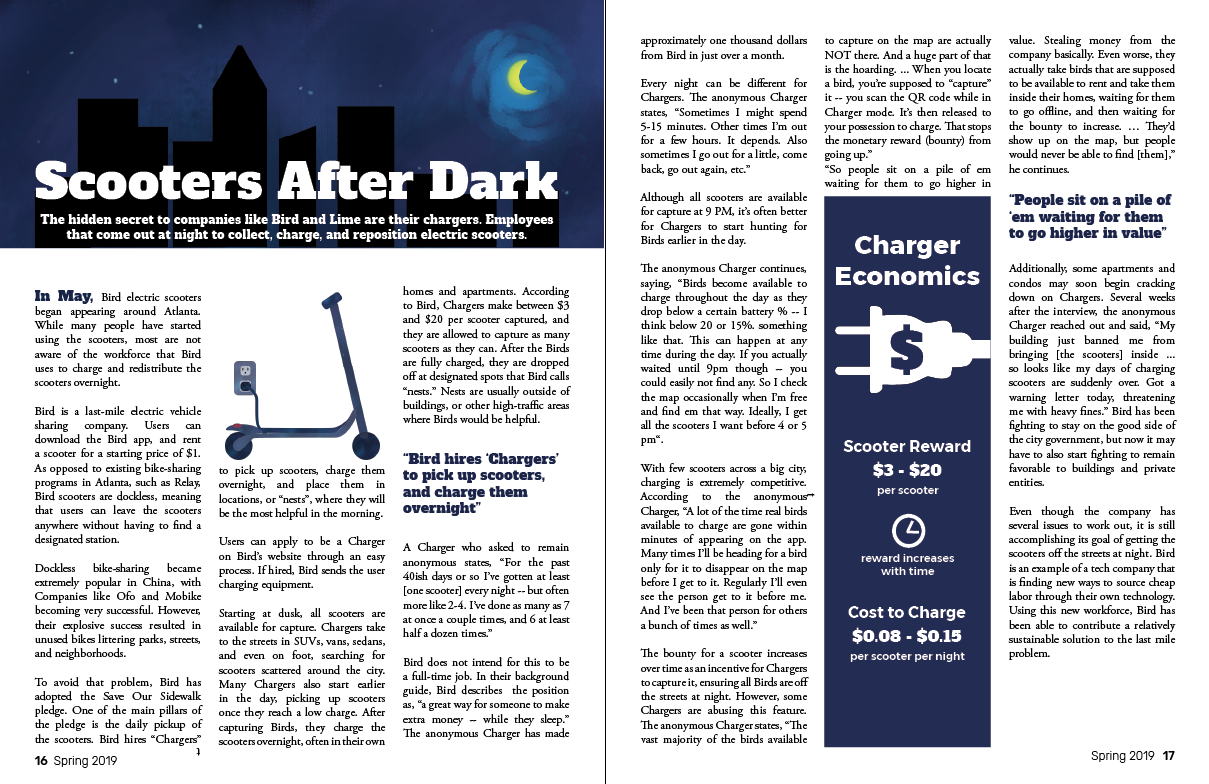 Scooters After Dark
The hidden secret to companies like Bird and Lime are their chargers. Employees
that come out at night to collect, charge, and reposition electric scooters.
In May, Bird electric scooters
began appearing around Atlanta.
While many people have started
using the scooters, most are not
aware of the workforce that Bird
uses to charge and redistribute the
scooters overnight.
Bird is a last-mile electric vehicle
sharing company. Users can
download the Bird app, and rent
a scooter for a starting price of $1.
As opposed to existing bike-sharing
programs in Atlanta, such as Relay,
Bird scooters are dockless, meaning
that users can leave the scooters
anywhere without having to find a
designated station.
Dockless bike-sharing became
extremely popular in China, with
Companies like Ofo and Mobike
becoming very successful. However,
their explosive success resulted in
unused bikes littering parks, streets,
and neighborhoods.
To avoid that problem, Bird has
adopted the Save Our Sidewalk
pledge. One of the main pillars of
the pledge is the daily pickup of
the scooters. Bird hires “Chargers”
to pick up scooters, charge them
overnight, and place them in
locations, or “nests”, where they will
be the most helpful in the morning.
Users can apply to be a Charger
on Bird’s website through an easy
process. If hired, Bird sends the user
charging equipment.
Starting at dusk, all scooters are
available for capture. Chargers take
to the streets in SUVs, vans, sedans,
and even on foot, searching for
scooters scattered around the city.
Many Chargers also start earlier
in the day, picking up scooters
once they reach a low charge. After
capturing Birds, they charge the
scooters overnight, often in their own
homes and apartments. According
to Bird, Chargers make between $3
and $20 per scooter captured, and
they are allowed to capture as many
scooters as they can. After the Birds
are fully charged, they are dropped
off at designated spots that Bird calls
“nests.” Nests are usually outside of
buildings, or other high-traffic areas
where Birds would be helpful.
“Bird hires ‘Chargers’
to pick up scooters,
and charge them
overnight”
A Charger who asked to remain
anonymous states, “For the past
40ish days or so I’ve gotten at least
[one scooter] every night -- but often
more like 2-4. I’ve done as many as 7
at once a couple times, and 6 at least
half a dozen times.”
Bird does not intend for this to be
a full-time job. In their background
guide, Bird describes the position
as, “a great way for someone to make
extra money – while they sleep.”
The anonymous Charger has made
16 Spring 2019
approximately one thousand dollars
from Bird in just over a month.
Every night can be different for
Chargers. The anonymous Charger
states, “Sometimes I might spend
5-15 minutes. Other times I’m out
for a few hours. It depends. Also
sometimes I go out for a little, come
back, go out again, etc.”
Although all scooters are available
for capture at 9 PM, it’s often better
for Chargers to start hunting for
Birds earlier in the day.
The anonymous Charger continues,
saying, “Birds become available to
charge throughout the day as they
drop below a certain battery % -- I
think below 20 or 15%. something
like that. This can happen at any
time during the day. If you actually
waited until 9pm though – you
could easily not find any. So I check
the map occasionally when I’m free
and find em that way. Ideally, I get
all the scooters I want before 4 or 5
pm“.
With few scooters across a big city,
charging is extremely competitive.
According to the anonymous
Charger, “A lot of the time real birds
available to charge are gone within
minutes of appearing on the app.
Many times I’ll be heading for a bird
only for it to disappear on the map
before I get to it. Regularly I’ll even
see the person get to it before me.
And I’ve been that person for others
a bunch of times as well.”
The bounty for a scooter increases
over time as an incentive for Chargers
to capture it, ensuring all Birds are off
the streets at night. However, some
Chargers are abusing this feature.
The anonymous Charger states, “The
vast majority of the birds available
to capture on the map are actually
NOT there. And a huge part of that
is the hoarding. ... When you locate
a bird, you’re supposed to “capture”
it -- you scan the QR code while in
Charger mode. It’s then released to
your possession to charge. That stops
the monetary reward (bounty) from
going up.”
“So people sit on a pile of em
waiting for them to go higher in
Charger
Economics
$
Scooter Reward
$3 - $20
per scooter
reward increases
with time
Cost to Charge
$0.08 - $0.15
per scooter per night
value. Stealing money from the
company basically. Even worse, they
actually take birds that are supposed
to be available to rent and take them
inside their homes, waiting for them
to go offline, and then waiting for
the bounty to increase. … They’d
show up on the map, but people
would never be able to find [them],”
he continues.
“People sit on a pile of
‘em waiting for them
to go higher in value”
Additionally, some apartments and
condos may soon begin cracking
down on Chargers. Several weeks
after the interview, the anonymous
Charger reached out and said, “My
building just banned me from
bringing [the scooters] inside ...
so looks like my days of charging
scooters are suddenly over. Got a
warning letter today, threatening
me with heavy fines.” Bird has been
fighting to stay on the good side of
the city government, but now it may
have to also start fighting to remain
favorable to buildings and private
entities.
Even though the company has
several issues to work out, it is still
accomplishing its goal of getting the
scooters off the streets at night. Bird
is an example of a tech company that
is finding new ways to source cheap
labor through their own technology.
Using this new workforce, Bird has
been able to contribute a relatively
sustainable solution to the last mile
problem.
Spring 2019 17